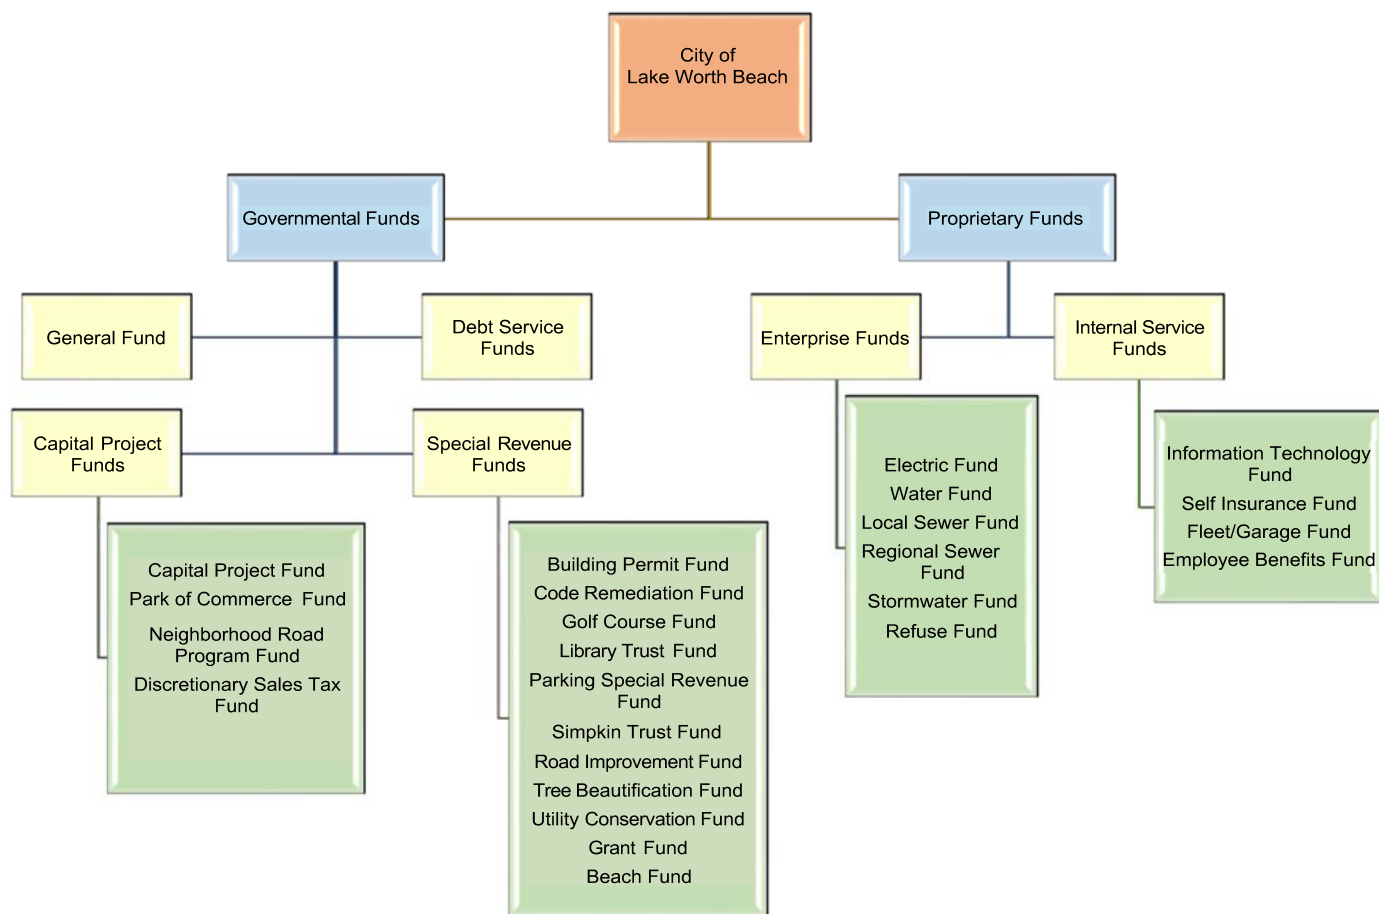 City of
Lake Worth Beach
Governmental Funds
Proprietary Funds
General Fund
Debt Service
Funds
Enterprise Funds
Internal Service
Funds
Capital Project
Funds
Special Revenue
Funds
Capital Project Fund
Park of Commerce Fund
Neighborhood Road
Program Fund
Discretionary Sales Tax
Fund
Building Permit Fund
Code Remediation Fund
Golf Course Fund
Library Trust Fund
Parking Special Revenue
Fund
Simpkin Trust Fund
Road Improvement Fund
Tree Beautification Fund
Utility Conservation Fund
Grant Fund
Beach Fund
Electric Fund
Water Fund
Local Sewer Fund
Regional Sewer
Fund
Stormwater Fund
Refuse Fund
Information Technology
Fund
Self Insurance Fund
Fleet/Garage Fund
Employee Benefits Fund